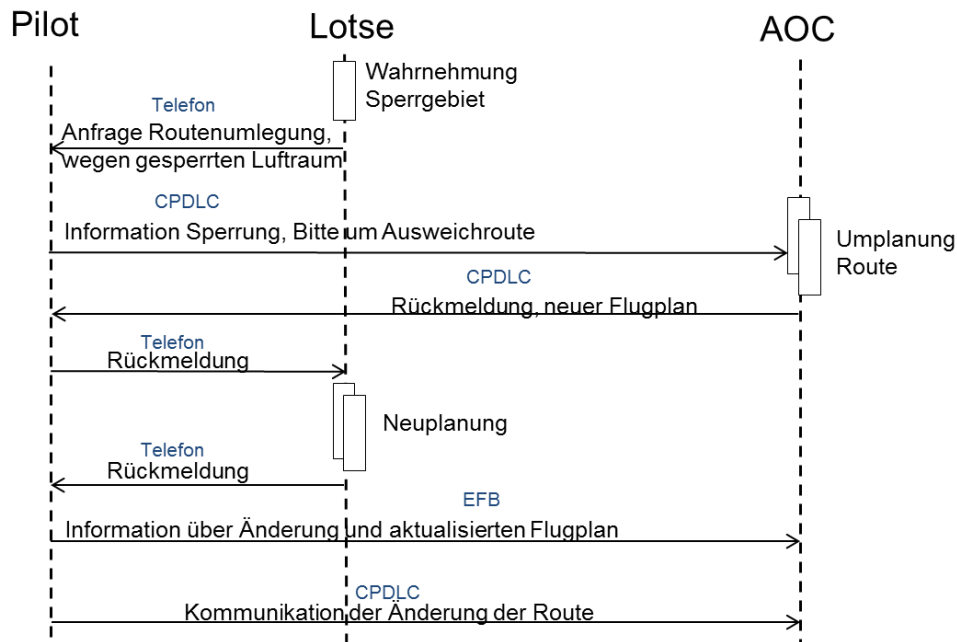 Pilot
Lotse
AOC
Wahrnehmung
Sperrgebiet
Telefon
Anfrage Routenumlegung,
wegen gesperrten Luftraum
CPDLC
Information Sperrung, Bitte um Ausweichroute
Umplanung
Route
CPDLC
Rückmeldung, neuer Flugplan
Telefon
Rückmeldung
Neuplanung
Telefon
Rückmeldung
EFB
Information über Änderung und aktualisierten Flugplan
CPDLC
Kommunikation der Änderung der Route